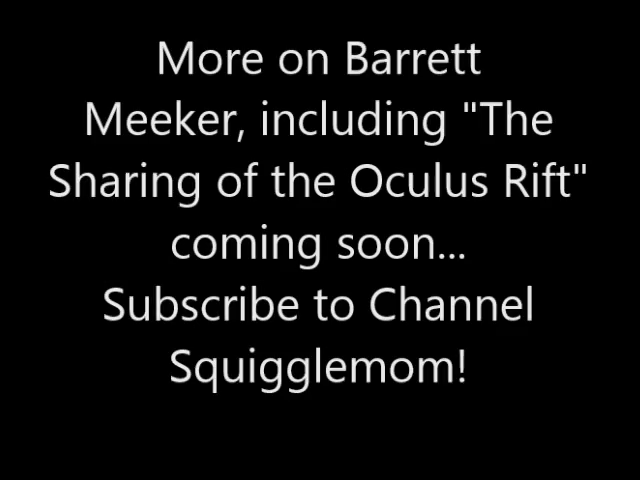 More on Barrett
Meeker, including "The
Sharing of the Oculus Rift"
coming soon...
Subscribe to Channel
Squigglemom!